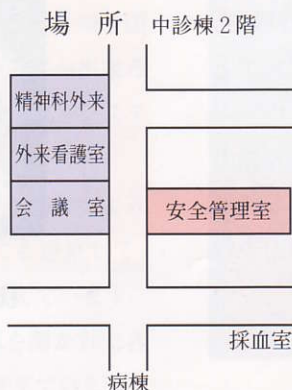 場　所　中診棟２階
精神科外来
外来看護室
会　議　室
安全管理室
採血室
病棟